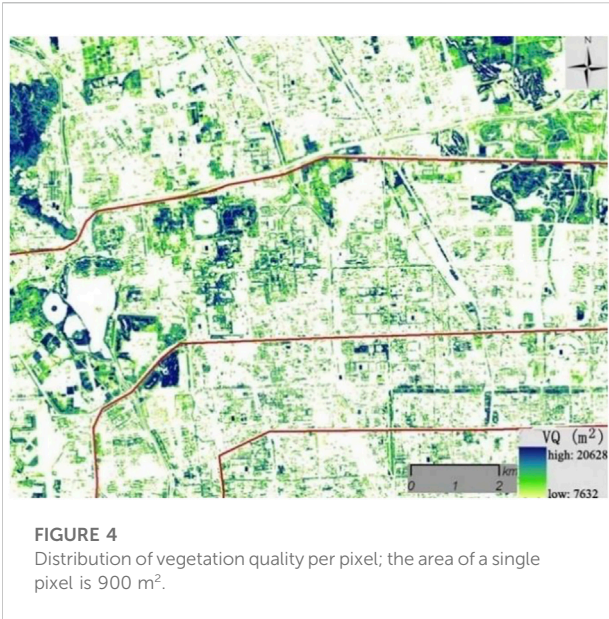 N
VQ (m²)
high: 20628
low: 7632
km
0 1 2
FIGURE 4
Distribution of vegetation quality per pixel; the area of a single
pixel is 900 m².